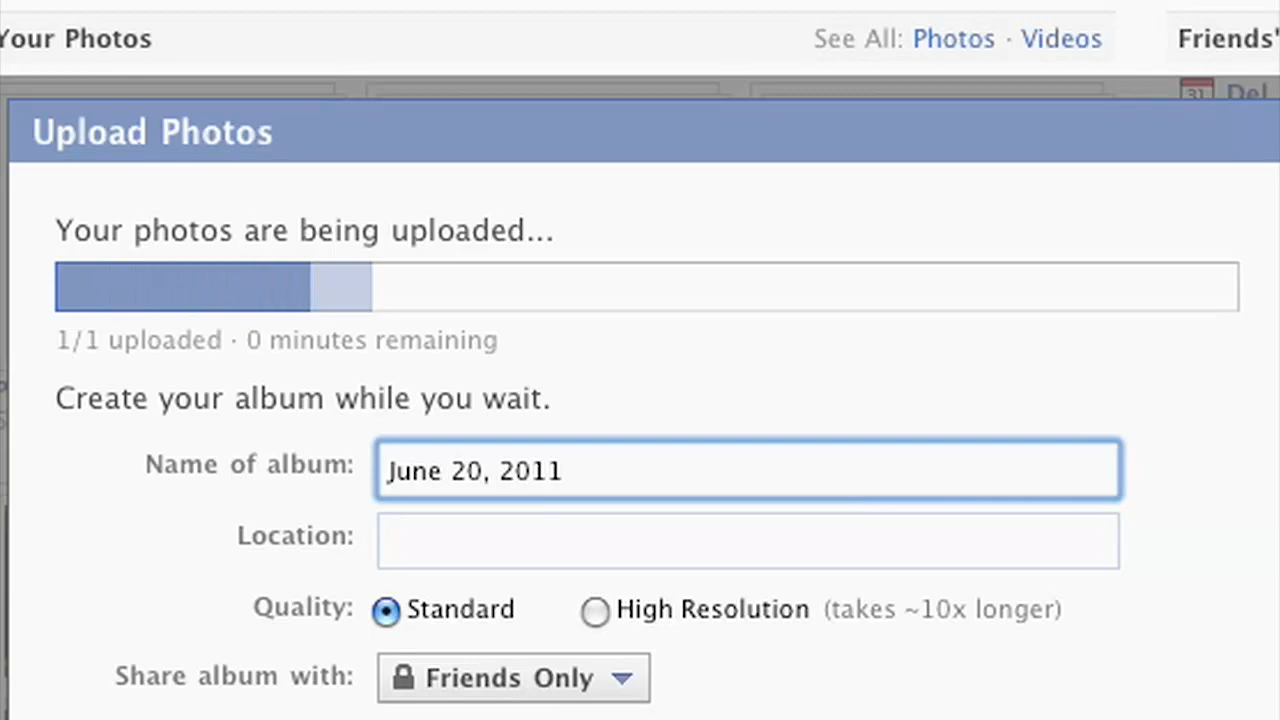 Your Photos See All: Photos · Videos Friends'
31
Upload Photos
Your photos are being uploaded...
1/1 uploaded · 0 minutes remaining
Create your album while you wait.
Name of album: June 20, 2011
Location:
Quality: Standard High Resolution (takes ~10x longer)
Share album with: Friends Only